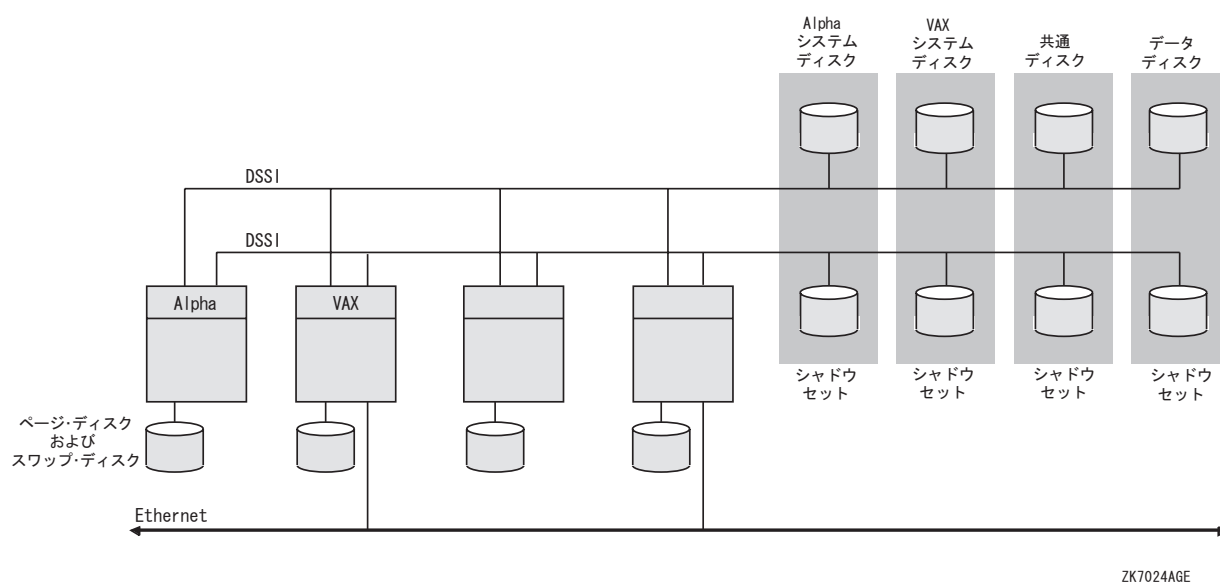 Alpha
システム
ディスク
VAX
システム
ディスク
共通
ディスク
データ
ディスク
DSSI
DSSI
Alpha
VAX
シャドウ
セット
シャドウ
セット
シャドウ
セット
シャドウ
セット
ページ・ディスク
および
スワップ・ディスク
Ethernet
ZK7024AGE